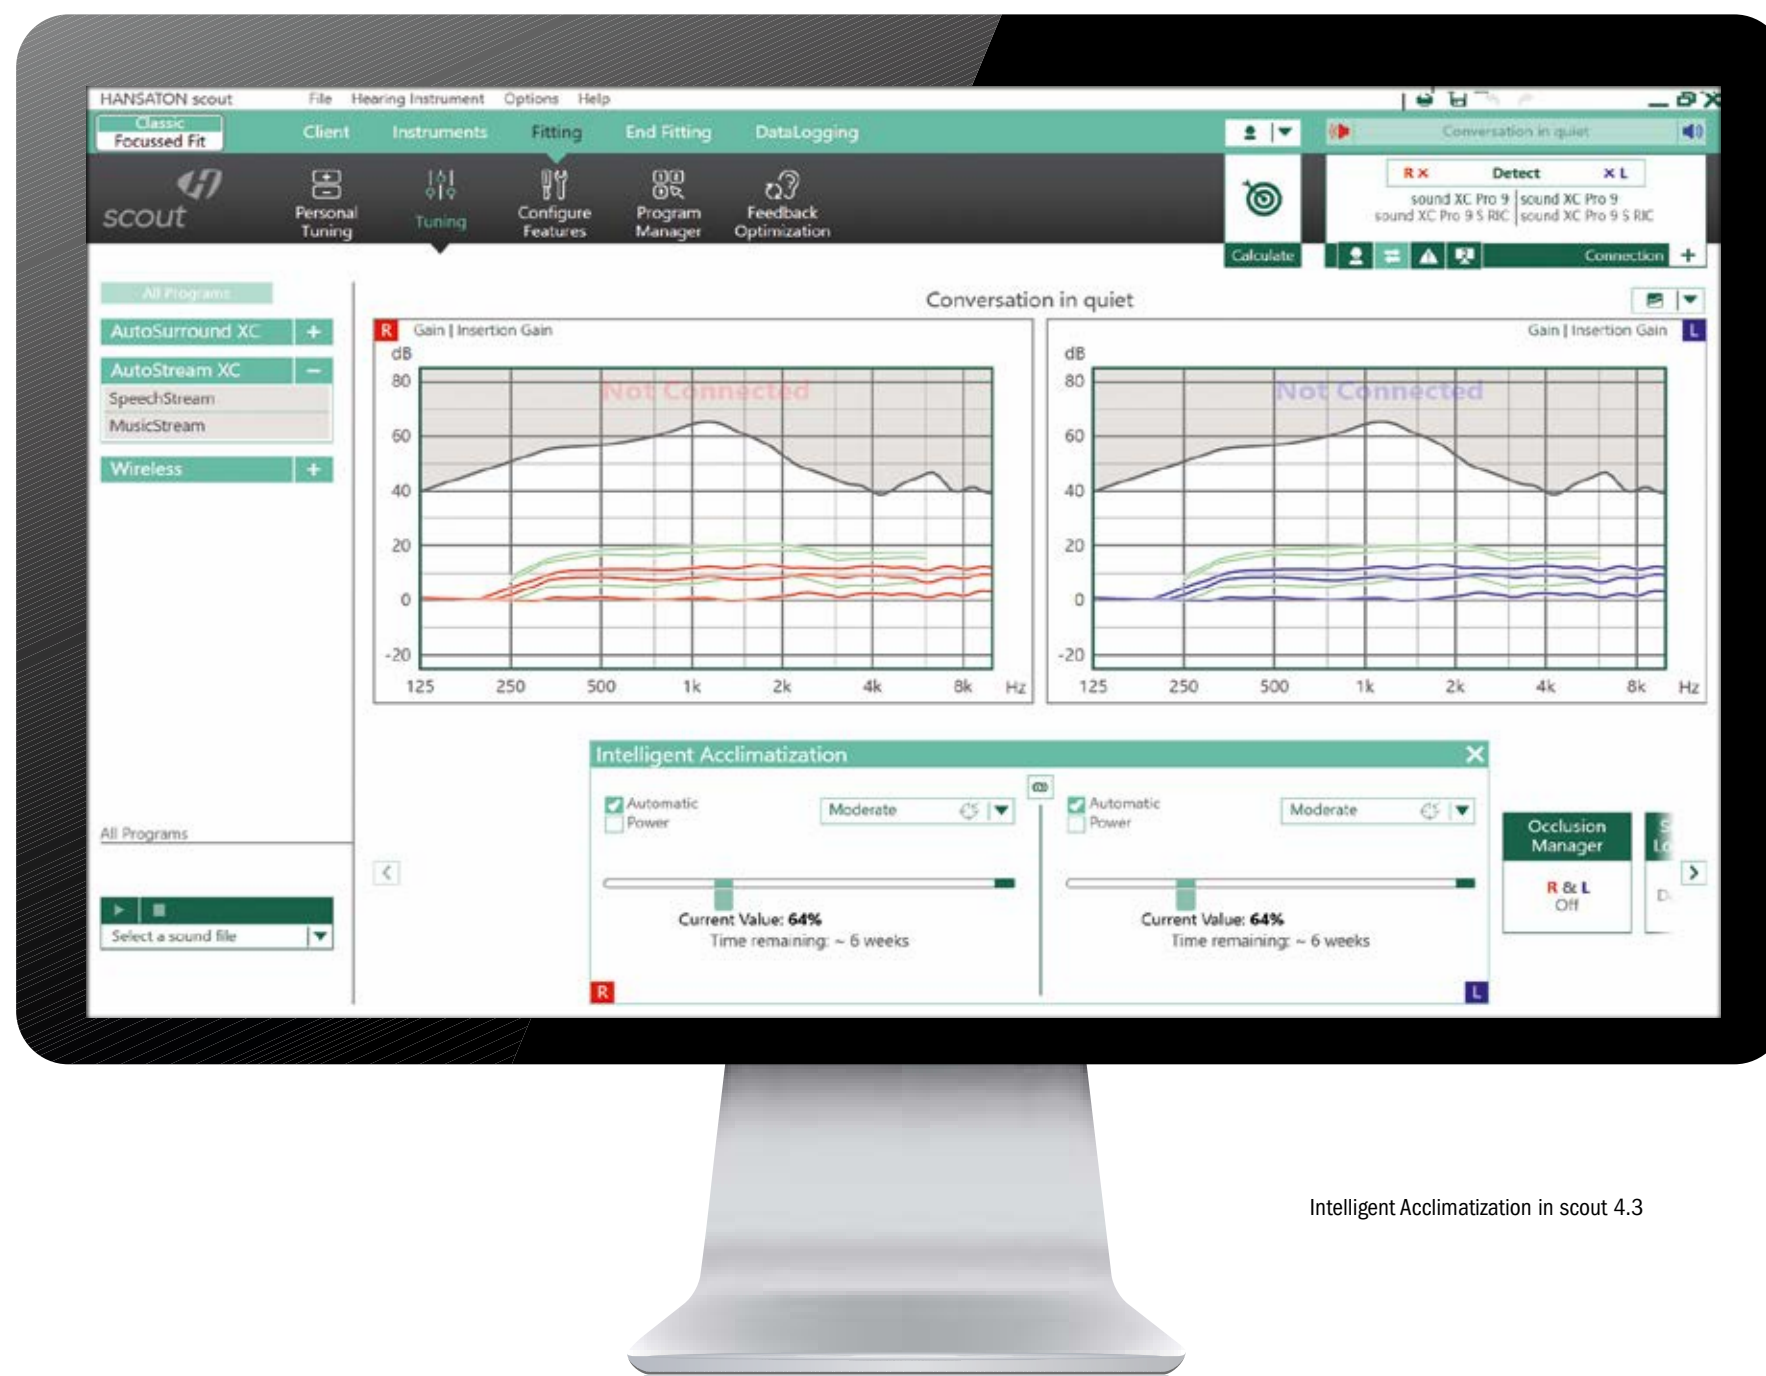 HANSATON scout
File Hearing Instrument Options Help
Classic
Focussed Fit
Client Instruments Fitting End Fitting DataLogging
Conversation in quiet
scout
Personal
Tuning
Tuning
Configure
Features
Program
Manager
Feedback
Optimization
Calculate
R X Detect X L
sound XC Pro 9 | sound XC Pro 9
sound XC Pro 9 S RIC | sound XC Pro 9 S RIC
Connection +
All Programs
AutoSurround XC +
AutoStream XC −
SpeechStream
MusicStream
Wireless +
All Programs
Select a sound file
Conversation in quiet
R Gain | Insertion Gain
dB
Not Connected
80
60
40
20
0
-20
125 250 500 1k 2k 4k 8k Hz
Gain | Insertion Gain L
dB
Not Connected
80
60
40
20
0
-20
125 250 500 1k 2k 4k 8k Hz
Intelligent Acclimatization X
Automatic
Power
Moderate
Current Value: 64%
Time remaining: ~ 6 weeks
R
Automatic
Power
Moderate
Current Value: 64%
Time remaining: ~ 6 weeks
L
Occlusion
Manager
R & L
Off
Intelligent Acclimatization in scout 4.3